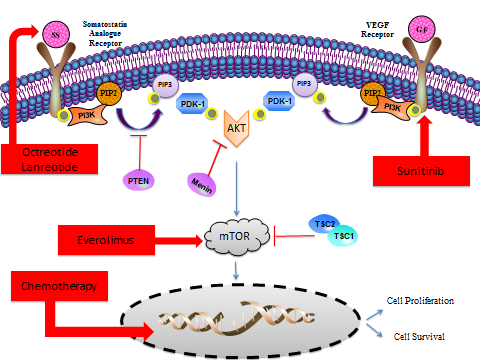 Somatostatin
Analogue
Receptor
SS
VEGF
Receptor
GF
PIP3
PIP3
PIP2
PIP2
PI3K
PI3K
PDK-1
PDK-1
AKT
Octreotide
Lanreotide
Sunitinib
PTEN
Menin
TSC2
TSC1
Everolimus
mTOR
Chemotherapy
Cell Proliferation
Cell Survival